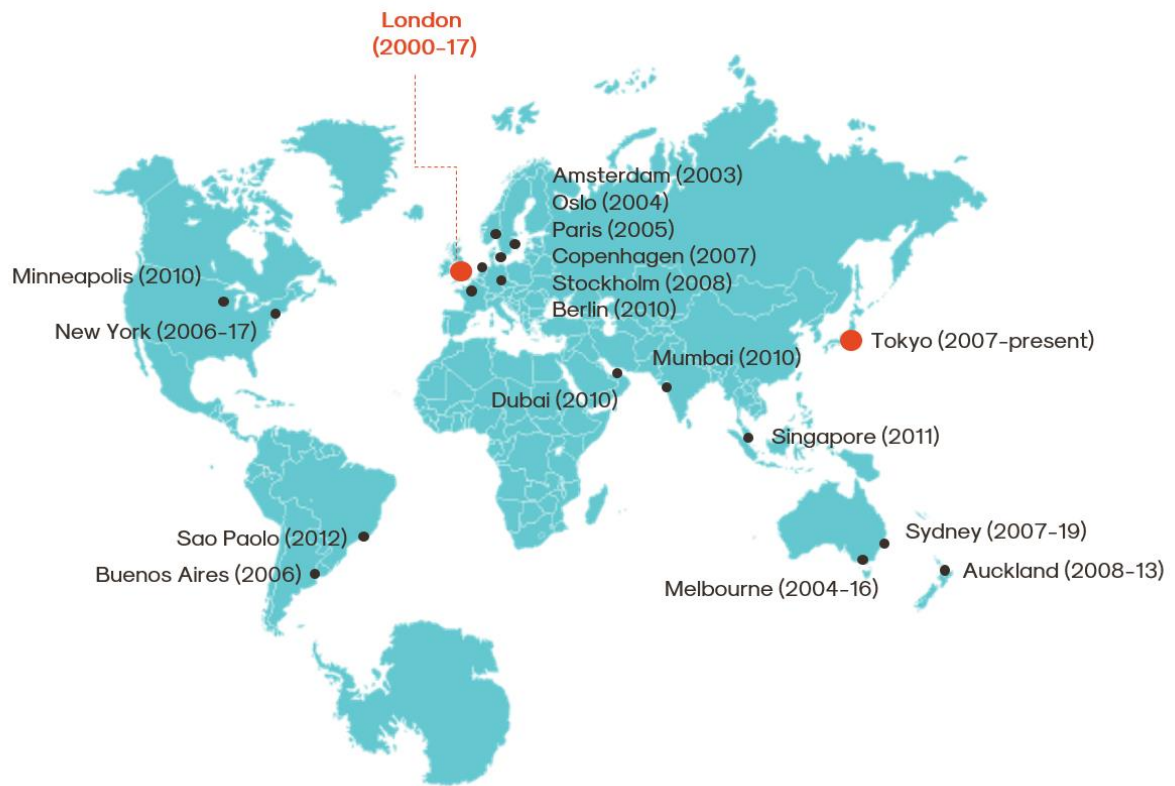 London
(2000-17)
Amsterdam (2003)
Oslo (2004)
Paris (2005)
Copenhagen (2007)
Stockholm (2008)
Berlin (2010)
Minneapolis (2010)
New York (2006-17)
Tokyo (2007-present)
Mumbai (2010)
Dubai (2010)
Singapore (2011)
Sao Paolo (2012)
Buenos Aires (2006)
Sydney (2007-19)
Auckland (2008-13)
Melbourne (2004-16)